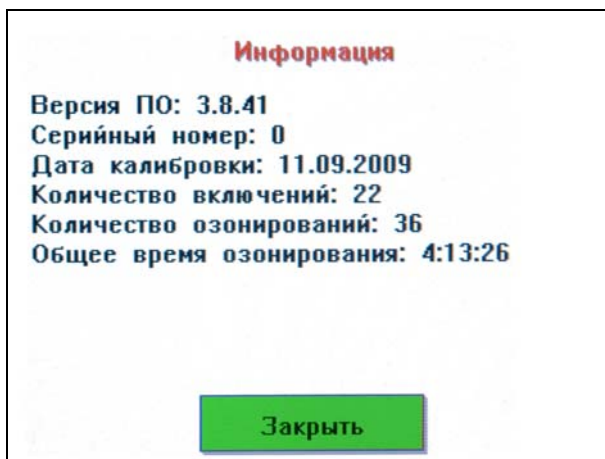 Информация
Версия ПО: 3.8.41
Серийный номер: 0
Дата калибровки: 11.09.2009
Количество включений: 22
Количество озонирований: 36
Общее время озонирования: 4:13:26
Закрыть